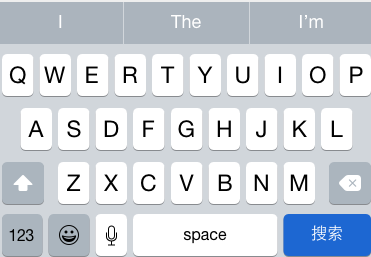 I The I'm
Q W E R T Y U I O P
A S D F G H J K L
Z X C V B N M
123 space 搜索